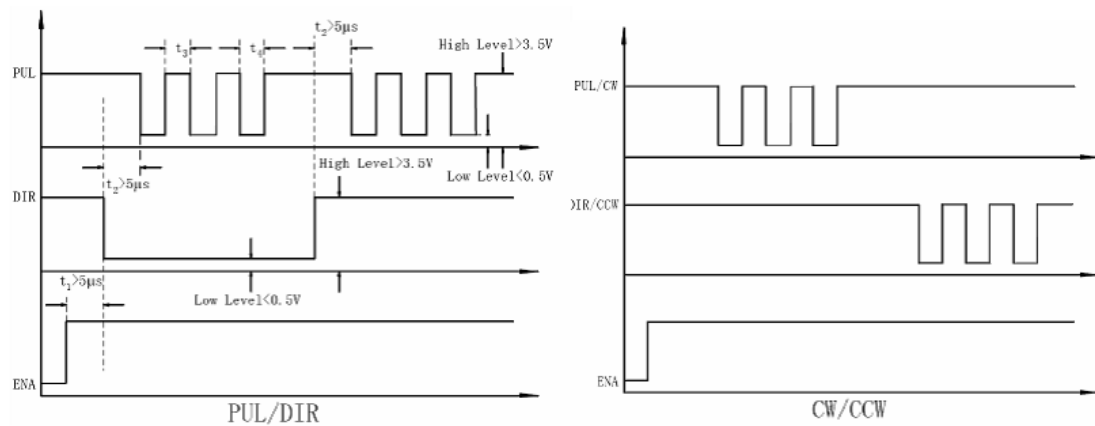 t₂>5μs
t₃
t₄
High Level>3.5V
PUL
High Level>3.5V
Low Level<0.5V
t₂>5μs
DIR
t₁>5μs
Low Level<0.5V
ENA
PUL/DIR
PUL/CW
DIR/CCW
ENA
CW/CCW